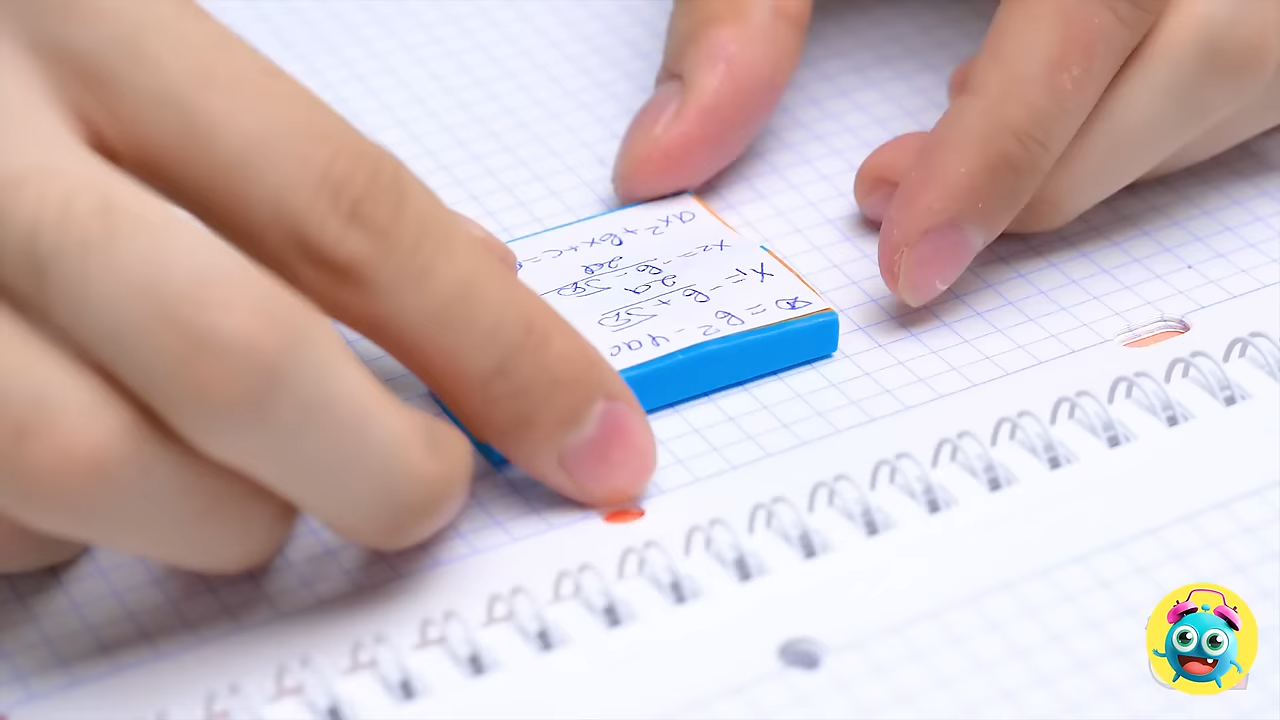 D = b2 - 4ac
x1 = -b + √D
2a
x2 = -b - √D
2a
ax² + bx + c =